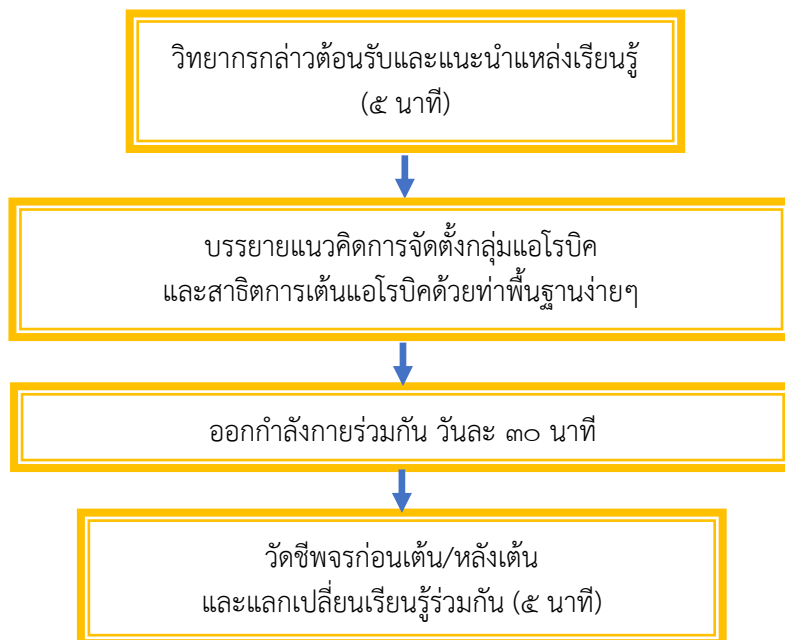 วิทยากรกล่าวต้อนรับและแนะนำแหล่งเรียนรู้
(๕ นาที)
บรรยายแนวคิดการจัดตั้งกลุ่มแอโรบิค
และสาธิตการเต้นแอโรบิคด้วยท่าพื้นฐานง่ายๆ
ออกกำลังกายร่วมกัน วันละ ๓๐ นาที
วัดชีพจรก่อนเต้น/หลังเต้น
และแลกเปลี่ยนเรียนรู้ร่วมกัน (๕ นาที)